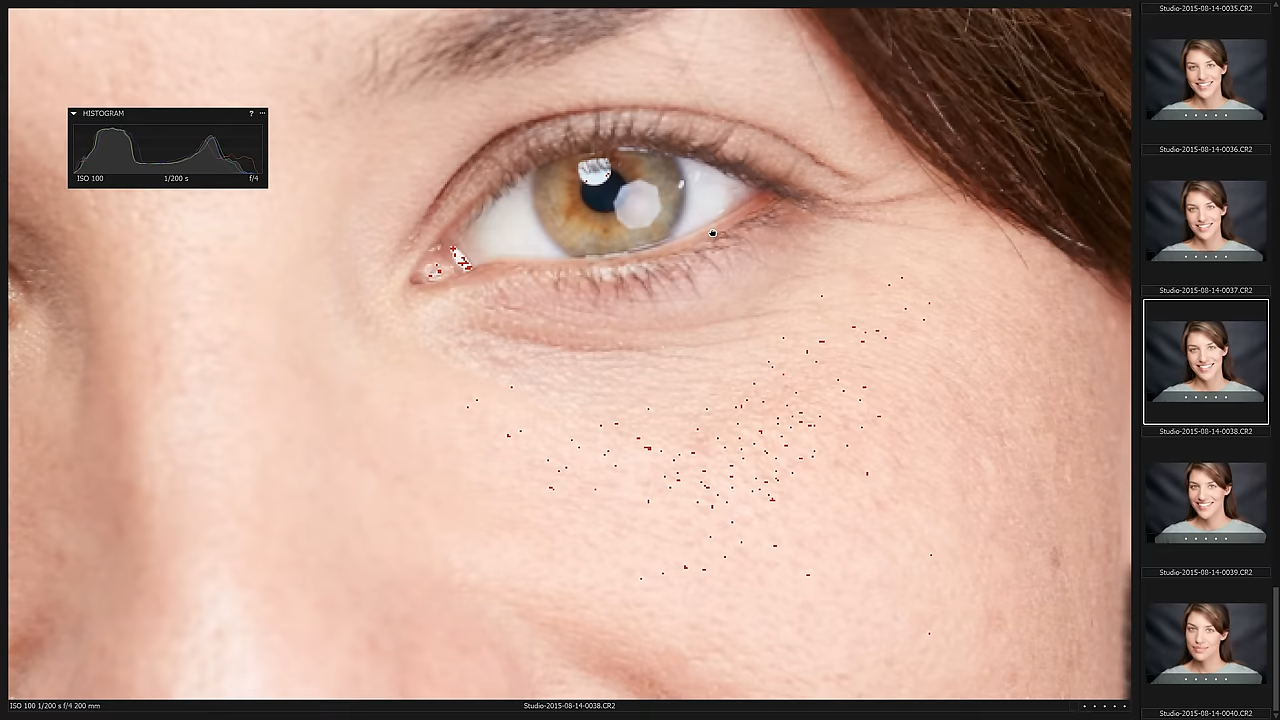 HISTOGRAM ? ...
ISO 100 1/200 s f/4
Studio-2015-08-14-0035.CR2
Studio-2015-08-14-0036.CR2
Studio-2015-08-14-0037.CR2
Studio-2015-08-14-0038.CR2
Studio-2015-08-14-0039.CR2
Studio-2015-08-14-0040.CR2
ISO 100 1/200 s f/4 200 mm
Studio-2015-08-14-0038.CR2